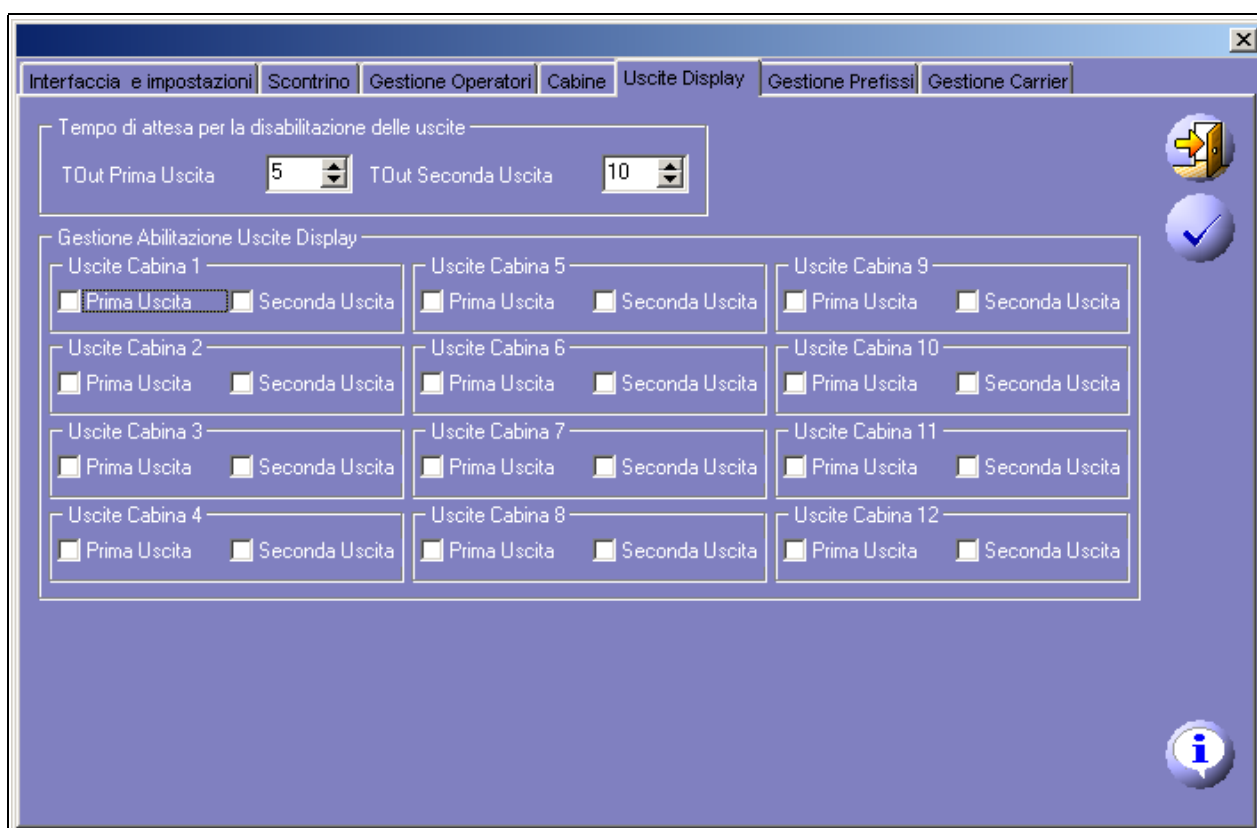 Interfaccia e impostazioni Scontrino Gestione Operatori Cabine Uscite Display Gestione Prefissi Gestione Carrier
Tempo di attesa per la disabilitazione delle uscite
TOut Prima Uscita 5 TOut Seconda Uscita 10
Gestione Abilitazione Uscite Display
Uscite Cabina 1 Uscite Cabina 5 Uscite Cabina 9
Prima Uscita Seconda Uscita Prima Uscita Seconda Uscita Prima Uscita Seconda Uscita
Uscite Cabina 2 Uscite Cabina 6 Uscite Cabina 10
Prima Uscita Seconda Uscita Prima Uscita Seconda Uscita Prima Uscita Seconda Uscita
Uscite Cabina 3 Uscite Cabina 7 Uscite Cabina 11
Prima Uscita Seconda Uscita Prima Uscita Seconda Uscita Prima Uscita Seconda Uscita
Uscite Cabina 4 Uscite Cabina 8 Uscite Cabina 12
Prima Uscita Seconda Uscita Prima Uscita Seconda Uscita Prima Uscita Seconda Uscita